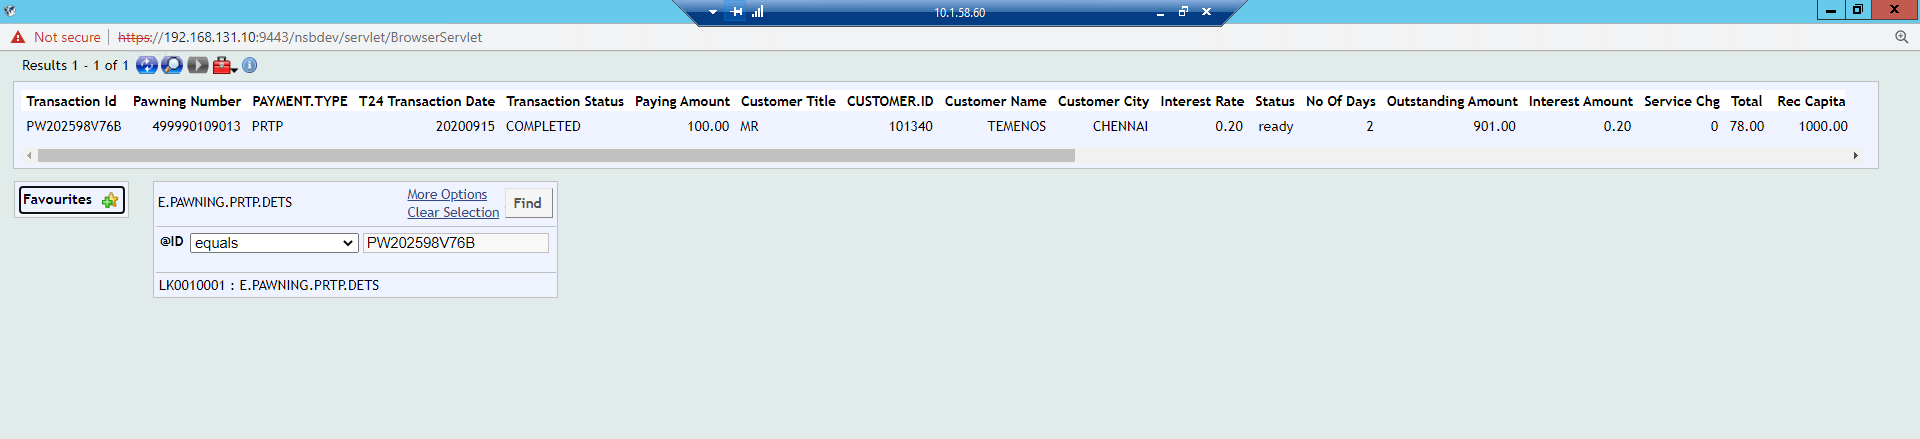 10.1.58.60
Not secure https://192.168.131.10:9443/nsbdev/servlet/BrowserServlet
Results 1 - 1 of 1
Transaction Id Pawning Number PAYMENT.TYPE T24 Transaction Date Transaction Status Paying Amount Customer Title CUSTOMER.ID Customer Name Customer City Interest Rate Status No Of Days Outstanding Amount Interest Amount Service Chg Total Rec Capita
PW202598V76B 499990109013 PRTP 20200915 COMPLETED 100.00 MR 101340 TEMENOS CHENNAI 0.20 ready 2 901.00 0.20 0 78.00 1000.00
Favourites
E.PAWNING.PRTP.DETS
More Options
Clear Selection
Find
@ID equals PW202598V76B
LK0010001 : E.PAWNING.PRTP.DETS